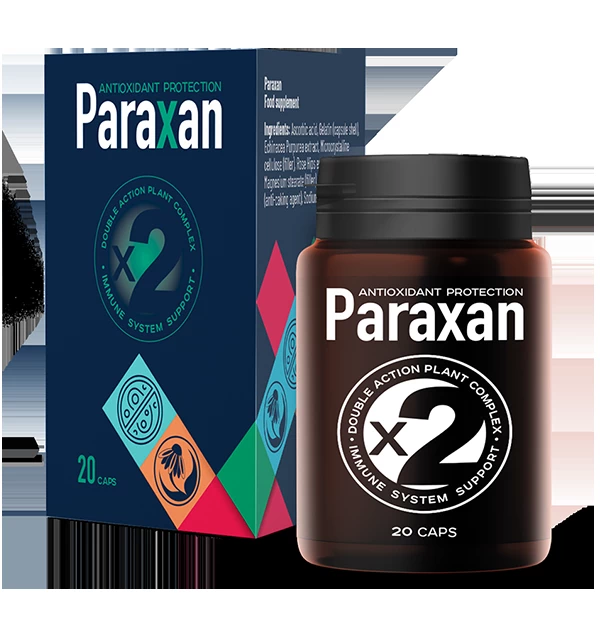 ANTIOXIDANT PROTECTION
Paraxan
DOUBLE ACTION PLANT COMPLEX
x2
• IMMUNE SYSTEM SUPPORT •
20 CAPS
Paraxan
Food supplement
Ingredients: Ascorbic acid, Gelatin (capsule shell),
Echinacea Purpurea extract, Microcrystalline
cellulose (filler), Rose Hips
Magnesium stearate (filler)
(anti-caking agent) Sodium
ANTIOXIDANT PROTECTION
Paraxan
DOUBLE ACTION PLANT COMPLEX
x2
• IMMUNE SYSTEM SUPPORT •
20 CAPS